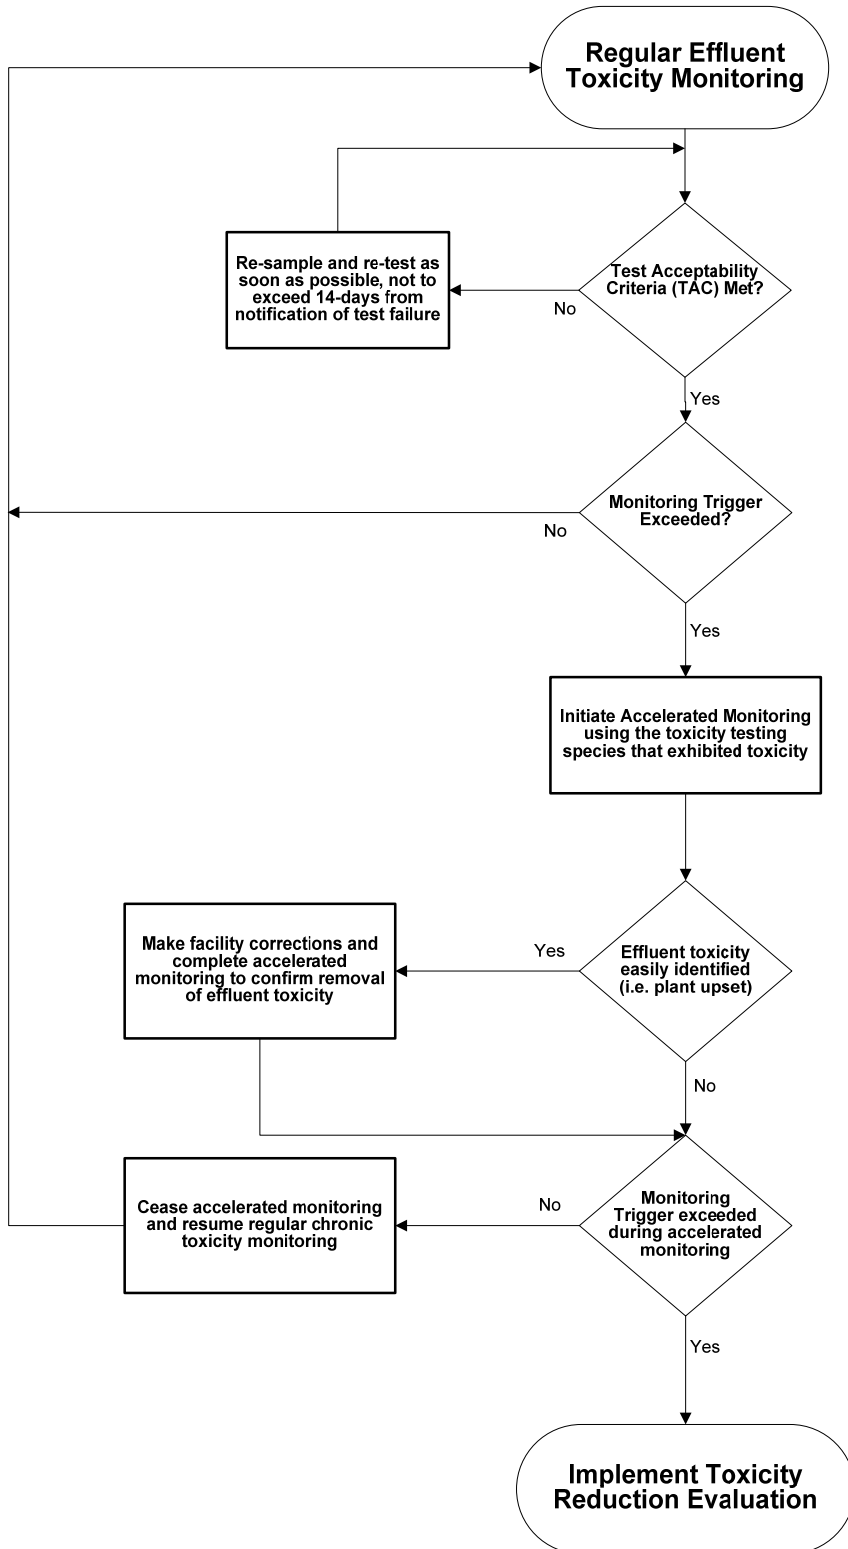 Regular Effluent
Toxicity Monitoring
Re-sample and re-test as
soon as possible, not to
exceed 14-days from
notification of test failure
Test Acceptability
Criteria (TAC) Met?
No
Yes
Monitoring Trigger
Exceeded?
No
Yes
Initiate Accelerated Monitoring
using the toxicity testing
species that exhibited toxicity
Make facility corrections and
complete accelerated
monitoring to confirm removal
of effluent toxicity
Yes
Effluent toxicity
easily identified
(i.e. plant upset)
No
Cease accelerated monitoring
and resume regular chronic
toxicity monitoring
No
Monitoring
Trigger exceeded
during accelerated
monitoring
Yes
Implement Toxicity
Reduction Evaluation